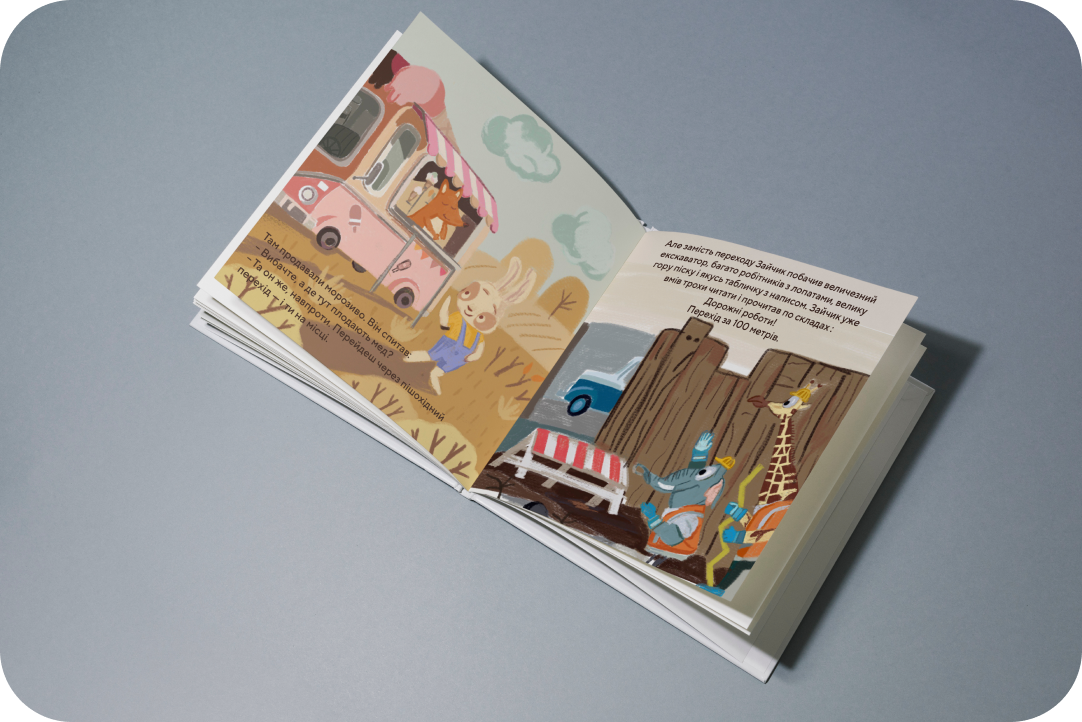 Там продавали морозиво. Він спитав:
– Вибачте, а де тут плодають мед?
–Та он же, навпроти. Перейдеш через пішохідний
перехід і ти на місці.
Але замість переходу Зайчик побачив величезний
екскаватор, багато робітників з лопатами, велику
гору піску і якусь табличку з написом. Зайчик уже
вмів трохи читати і прочитав по складах:
Дорожні роботи!
Перехід за 100 метрів.